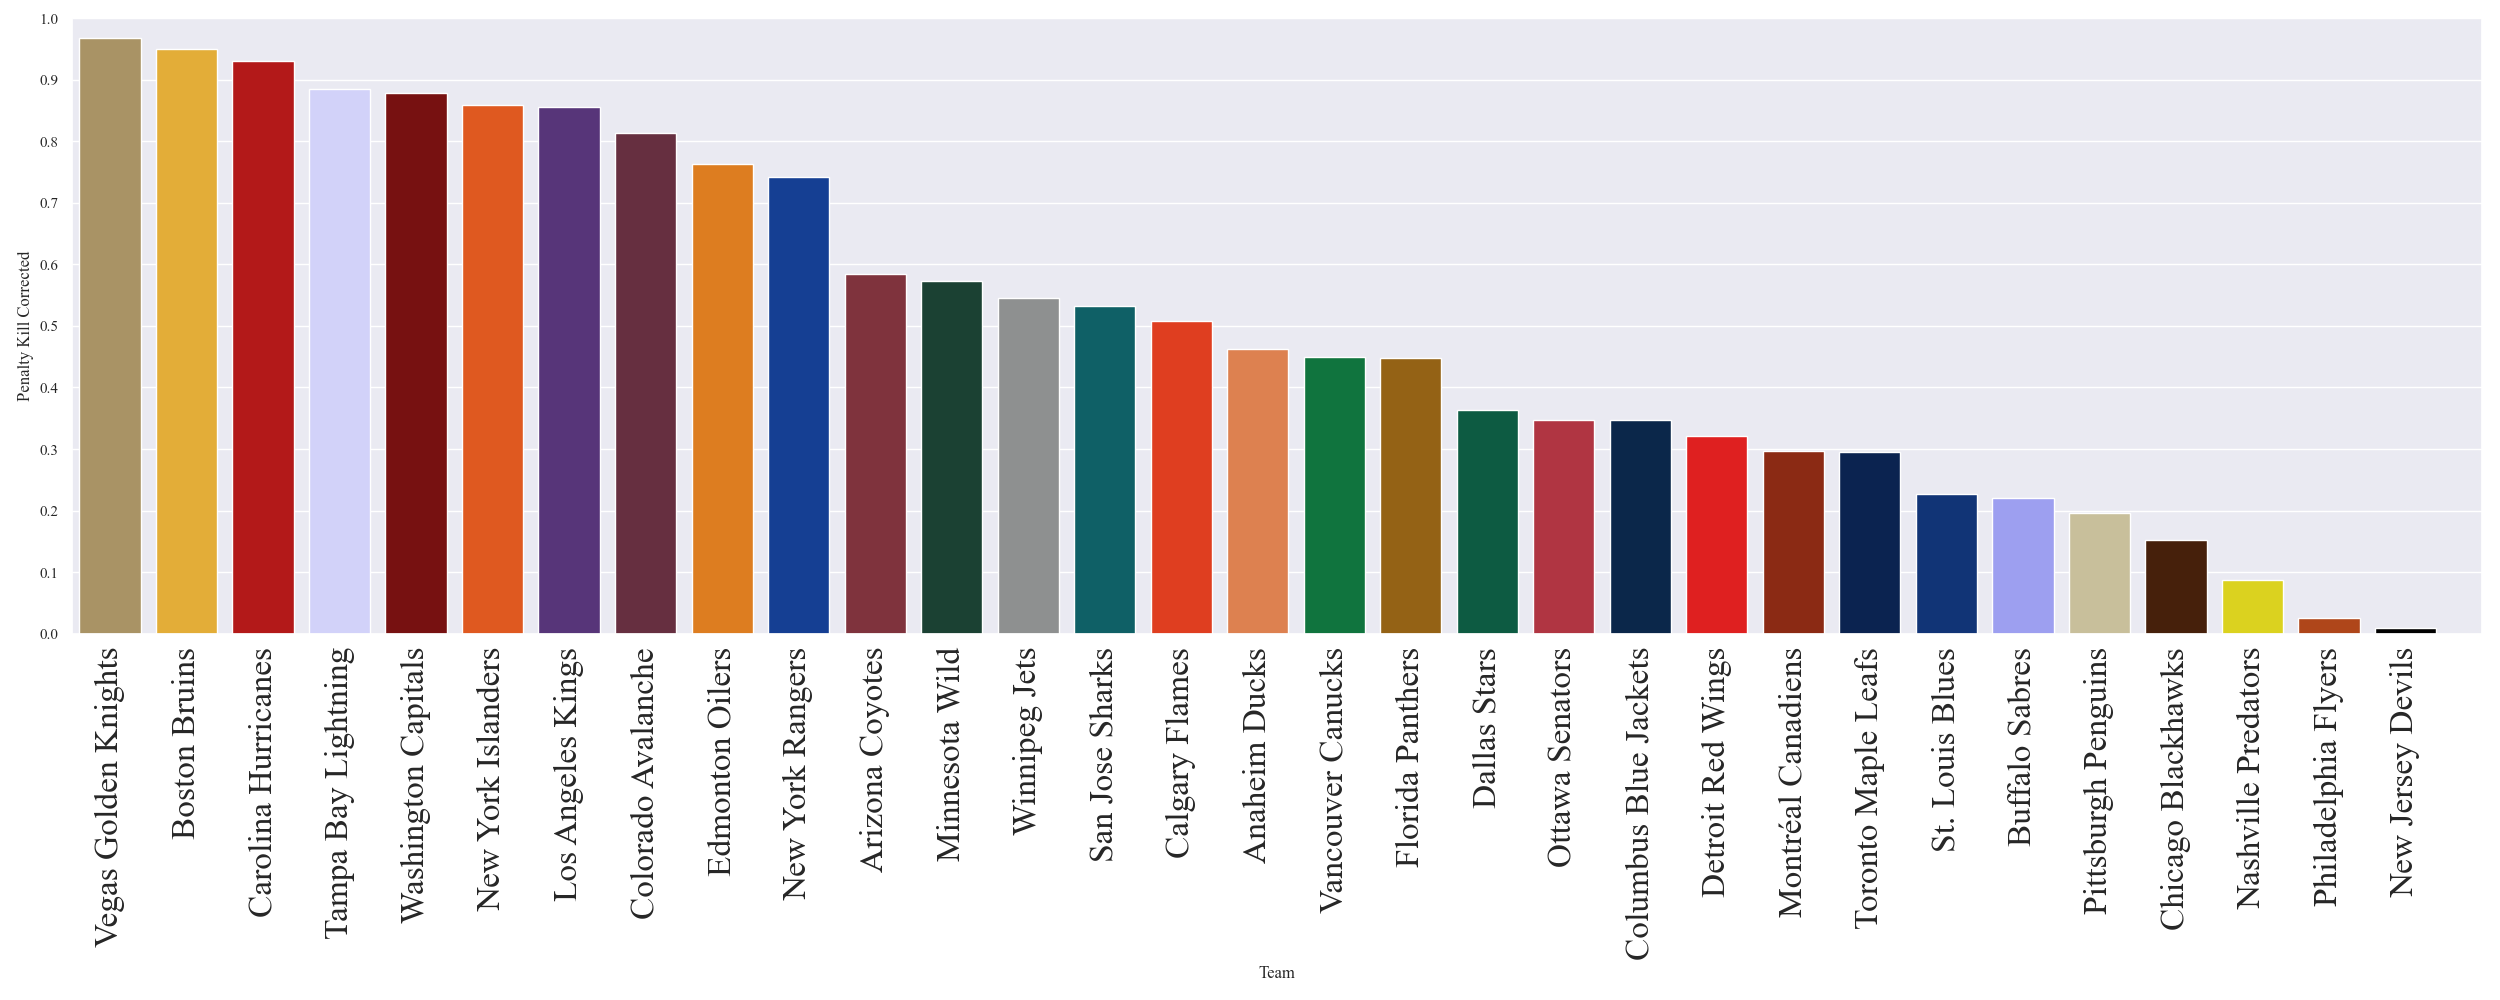 1.0
0.9
0.8
0.7
0.6
0.5
0.4
0.3
0.2
0.1
0.0
Penalty Kill Corrected
Vegas Golden Knights
Boston Bruins
Carolina Hurricanes
Tampa Bay Lightning
Washington Capitals
New York Islanders
Los Angeles Kings
Colorado Avalanche
Edmonton Oilers
New York Rangers
Arizona Coyotes
Minnesota Wild
Winnipeg Jets
San Jose Sharks
Calgary Flames
Anaheim Ducks
Vancouver Canucks
Florida Panthers
Dallas Stars
Ottawa Senators
Columbus Blue Jackets
Detroit Red Wings
Montréal Canadiens
Toronto Maple Leafs
St. Louis Blues
Buffalo Sabres
Pittsburgh Penguins
Chicago Blackhawks
Nashville Predators
Philadelphia Flyers
New Jersey Devils
Team